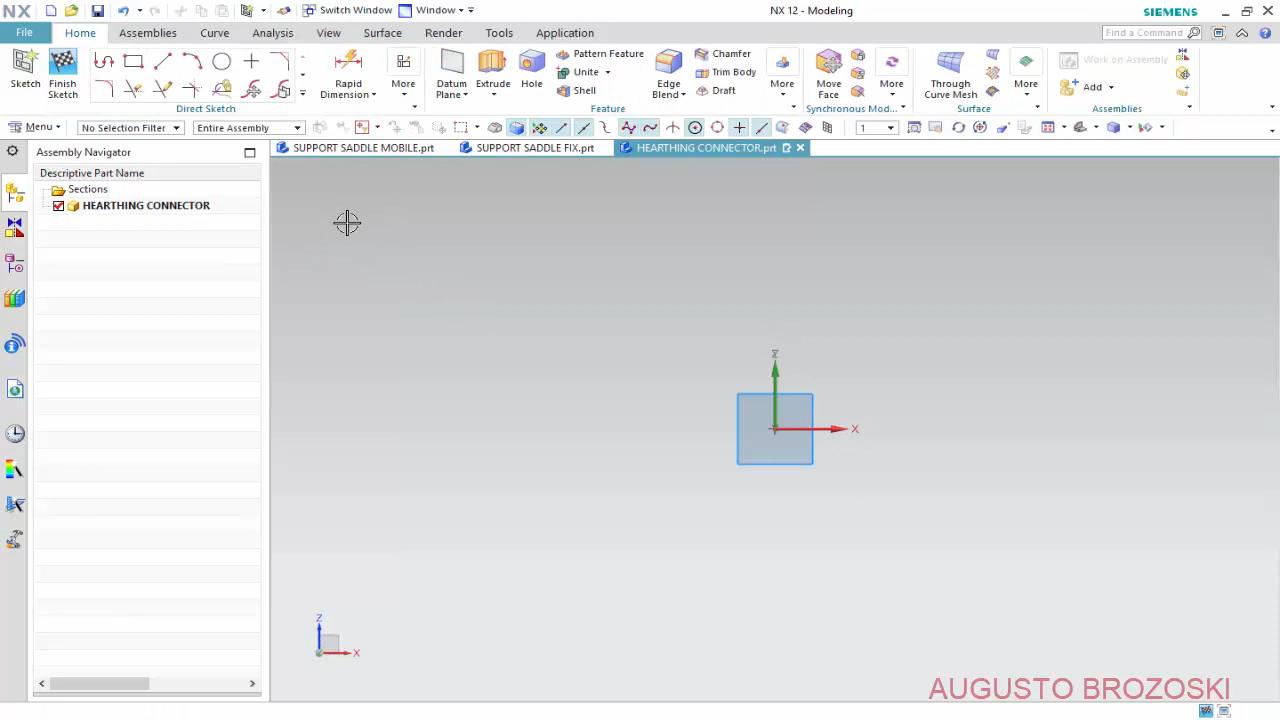 NX Switch Window Window NX 12 - Modeling SIEMENS
File Home Assemblies Curve Analysis View Surface Render Tools Application Find a Command
Sketch Finish Sketch Rapid Dimension More Datum Plane Extrude Hole Pattern Feature Unite Shell Edge Blend Chamfer Trim Body Draft More Move Face More Through Curve Mesh More Work on Assembly Add
Direct Sketch Feature Synchronous Mod... Surface Assemblies
Menu No Selection Filter Entire Assembly 1
Assembly Navigator SUPPORT SADDLE MOBILE.prt SUPPORT SADDLE FIX.prt HEARTHING CONNECTOR.prt
Descriptive Part Name
Sections
HEARTHING CONNECTOR
Z
X
Z
X
AUGUSTO BROZOSKI